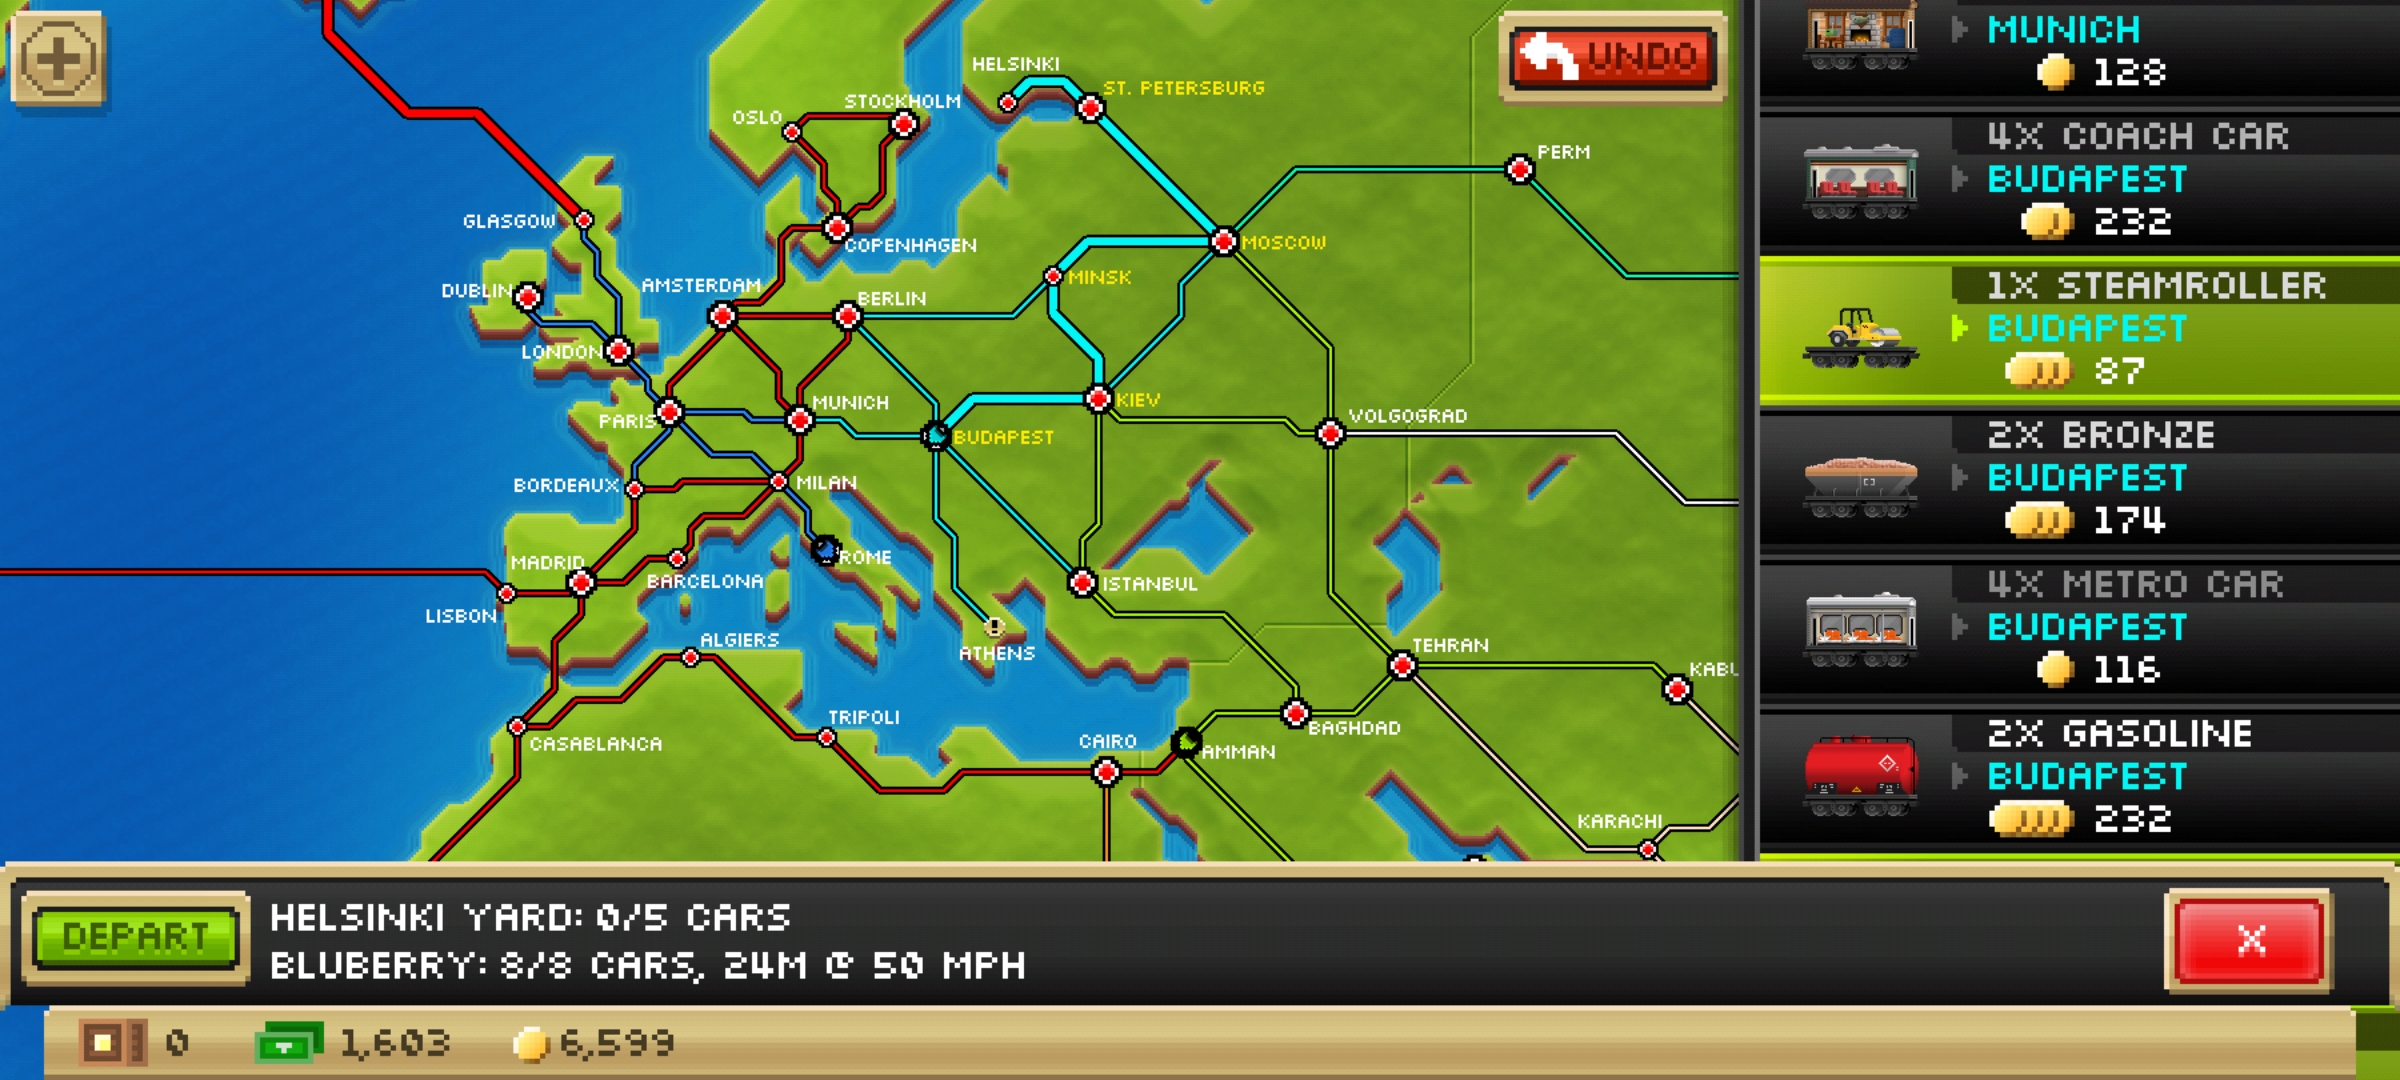 UNDO
HELSINKI
ST. PETERSBURG
STOCKHOLM
OSLO
PERM
GLASGOW
COPENHAGEN
MOSCOW
MINSK
DUBLIN
AMSTERDAM
BERLIN
LONDON
PARIS
MUNICH
KIEV
VOLGOGRAD
BUDAPEST
BORDEAUX
MILAN
ROME
MADRID
BARCELONA
ISTANBUL
LISBON
ALGIERS
ATHENS
TEHRAN
KABU
TRIPOLI
CASABLANCA
CAIRO
AMMAN
BAGHDAD
KARACHI
MUNICH
128
4X COACH CAR
BUDAPEST
232
1X STEAMROLLER
BUDAPEST
87
2X BRONZE
BUDAPEST
174
4X METRO CAR
BUDAPEST
116
2X GASOLINE
BUDAPEST
232
DEPART
HELSINKI YARD: 0/5 CARS
BLUBERRY: 8/8 CARS, 24M @ 50 MPH
X
0
1,603
6,599